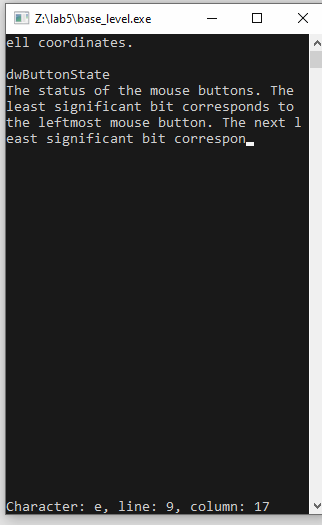 Z:\lab5\base_level.exe
ell coordinates.
dwButtonState
The status of the mouse buttons. The
least significant bit corresponds to
the leftmost mouse button. The next l
east significant bit correspon
Character: e, line: 9, column: 17